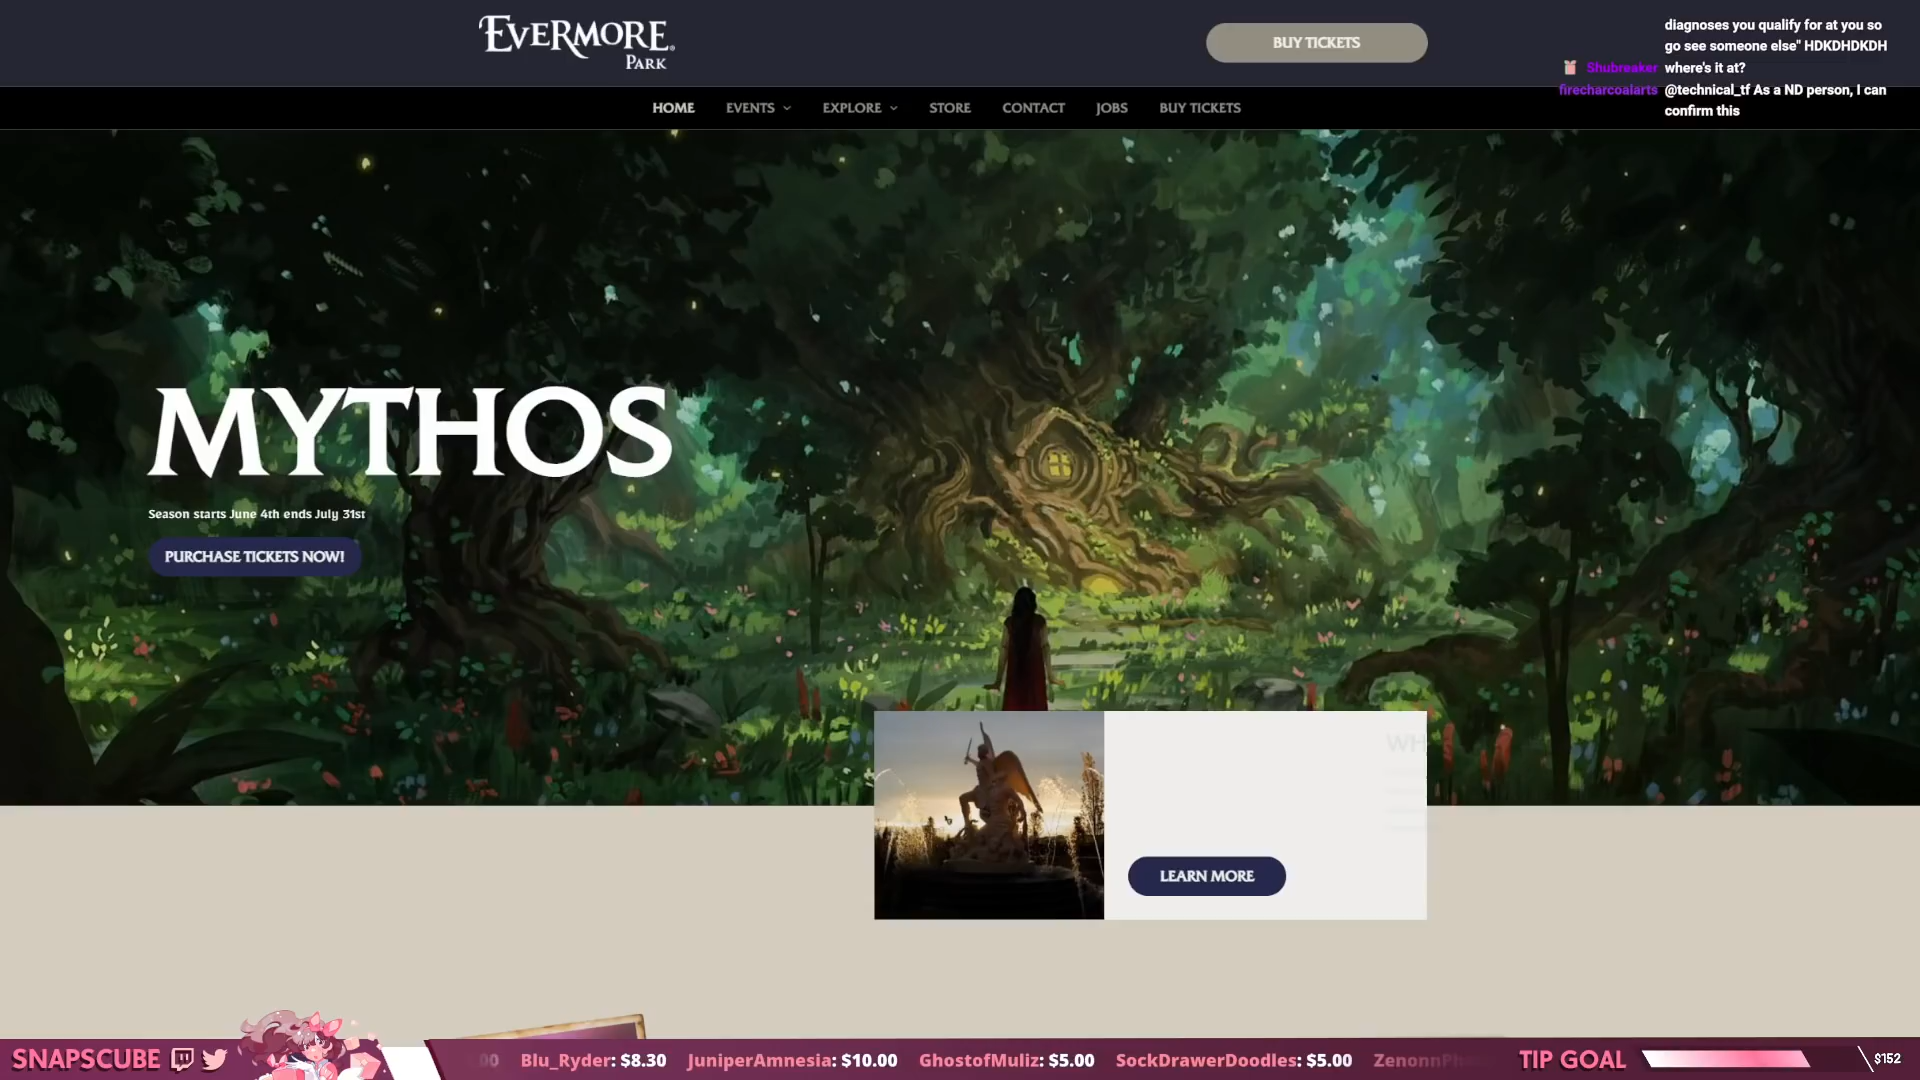 EVERMORE
PARK
BUY TICKETS
diagnoses you qualify for at you so
go see someone else" HDKDHDKDH
Shubreaker where's it at?
firecharcoalarts @technical_tf As a ND person, I can
confirm this
HOME EVENTS EXPLORE STORE CONTACT JOBS BUY TICKETS
MYTHOS
Season starts June 4th ends July 31st
PURCHASE TICKETS NOW!
WH
LEARN MORE
SNAPSCUBE
00 Blu_Ryder: $8.30 JuniperAmnesia: $10.00 GhostofMuliz: $5.00 SockDrawerDoodles: $5.00
TIP GOAL
$152